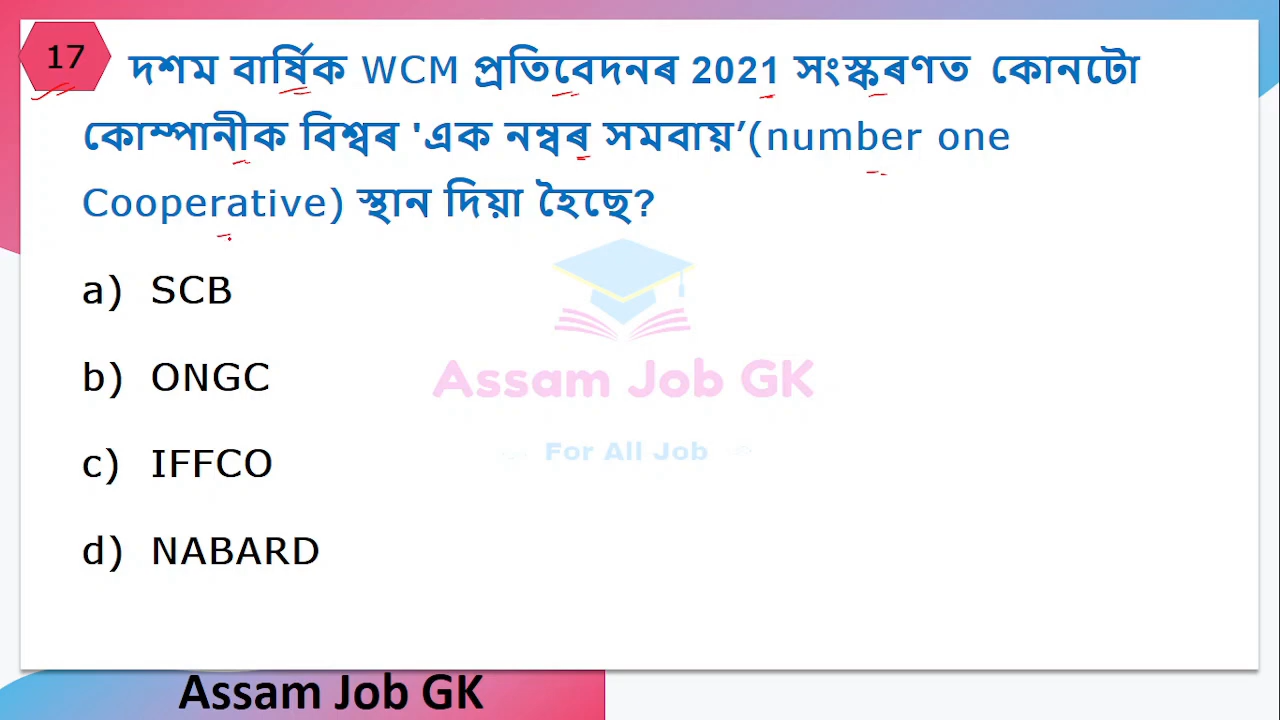 17
দশম বাৰ্ষিক WCM প্ৰতিবেদনৰ 2021 সংস্কৰণত কোনটো
কোম্পানীক বিশ্বৰ 'এক নম্বৰ সমবায়’(number one
Cooperative) স্থান দিয়া হৈছে?
a) SCB
b) ONGC
c) IFFCO
d) NABARD
Assam Job GK
For All Job
Assam Job GK